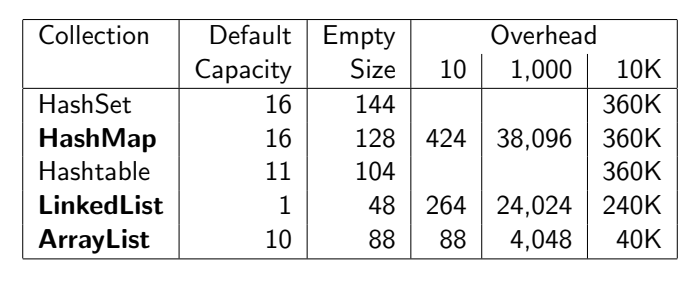 Collection Default Empty Overhead
Capacity Size 10 1,000 10K
HashSet 16 144 360K
HashMap 16 128 424 38,096 360K
Hashtable 11 104 360K
LinkedList 1 48 264 24,024 240K
ArrayList 10 88 88 4,048 40K